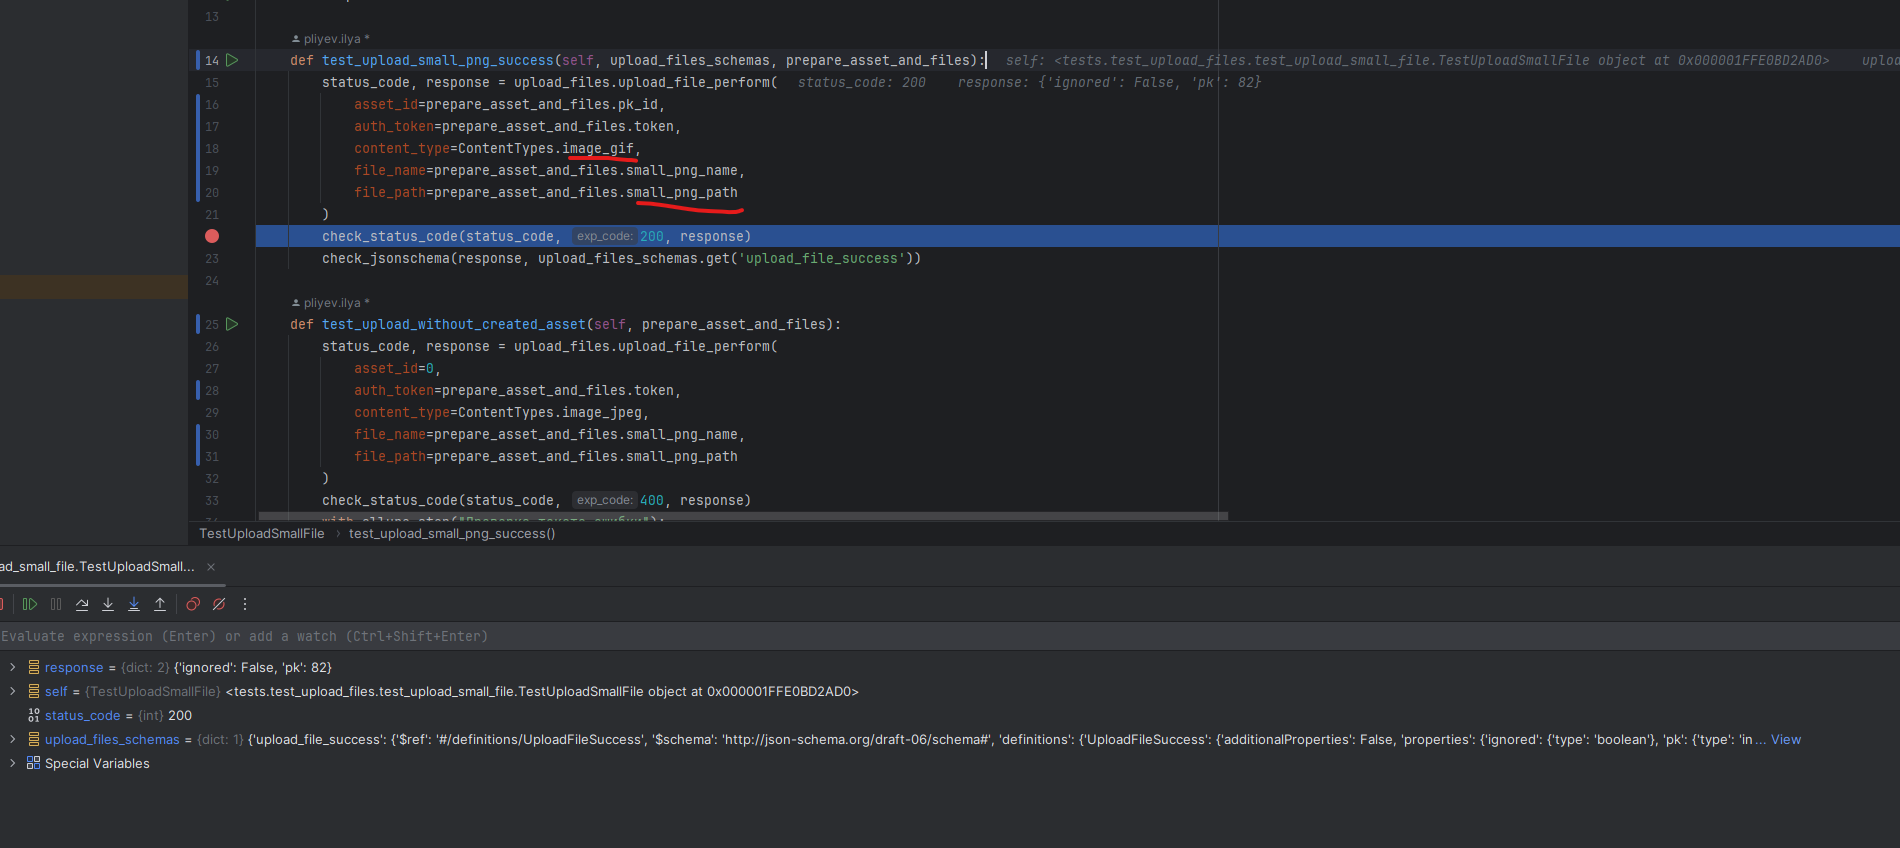 13
pliyev.ilya *
14 def test_upload_small_png_success(self, upload_files_schemas, prepare_asset_and_files): self: <tests.test_upload_files.test_upload_small_file.TestUploadSmallFile object at 0x000001FFE0BD2AD0> uploa
15 status_code, response = upload_files.upload_file_perform( status_code: 200 response: {'ignored': False, 'pk': 82}
16 asset_id=prepare_asset_and_files.pk_id,
17 auth_token=prepare_asset_and_files.token,
18 content_type=ContentTypes.image_gif,
19 file_name=prepare_asset_and_files.small_png_name,
20 file_path=prepare_asset_and_files.small_png_path
21 )
check_status_code(status_code, exp_code: 200, response)
23 check_jsonschema(response, upload_files_schemas.get('upload_file_success'))
24
pliyev.ilya *
25 def test_upload_without_created_asset(self, prepare_asset_and_files):
26 status_code, response = upload_files.upload_file_perform(
27 asset_id=0,
28 auth_token=prepare_asset_and_files.token,
29 content_type=ContentTypes.image_jpeg,
30 file_name=prepare_asset_and_files.small_png_name,
31 file_path=prepare_asset_and_files.small_png_path
32 )
33 check_status_code(status_code, exp_code: 400, response)
TestUploadSmallFile › test_upload_small_png_success()
ad_small_file.TestUploadSmall... ×
Evaluate expression (Enter) or add a watch (Ctrl+Shift+Enter)
response = {dict: 2} {'ignored': False, 'pk': 82}
self = {TestUploadSmallFile} <tests.test_upload_files.test_upload_small_file.TestUploadSmallFile object at 0x000001FFE0BD2AD0>
status_code = {int} 200
upload_files_schemas = {dict: 1} {'upload_file_success': {'$ref': '#/definitions/UploadFileSuccess', '$schema': 'http://json-schema.org/draft-06/schema#', 'definitions': {'UploadFileSuccess': {'additionalProperties': False, 'properties': {'ignored': {'type': 'boolean'}, 'pk': {'type': 'in... View
Special Variables